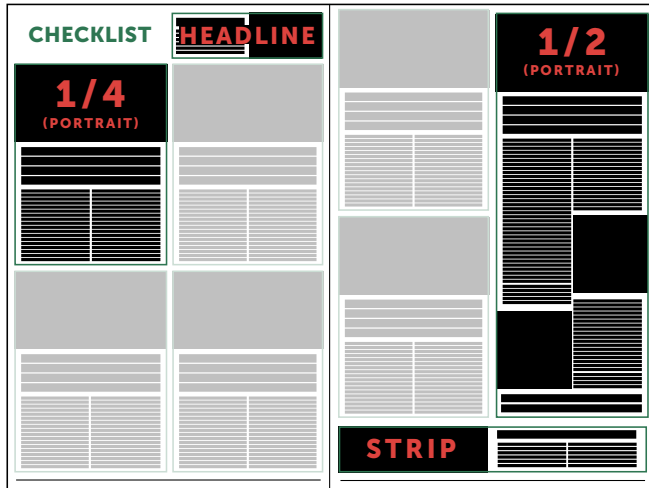 CHECKLIST
HEADLINE
1/4
(PORTRAIT)
1/2
(PORTRAIT)
STRIP